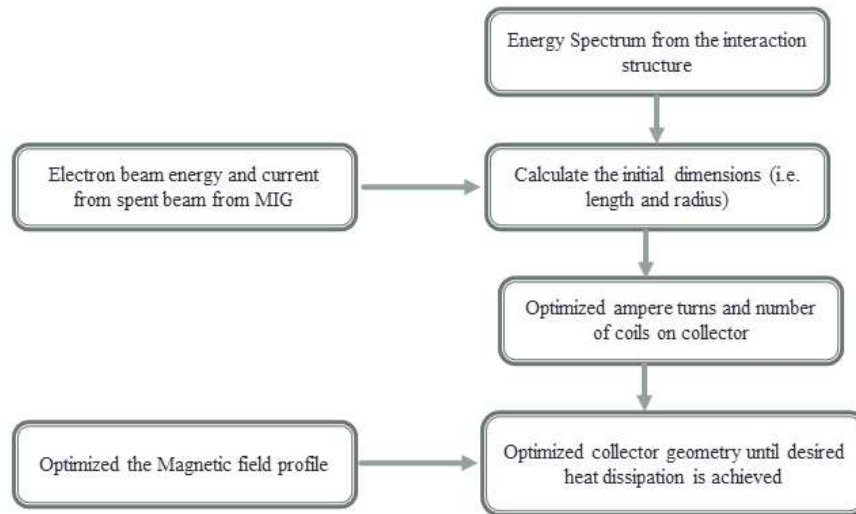 Energy Spectrum from the interaction
structure
Electron beam energy and current
from spent beam from MIG
Calculate the initial dimensions (i.e.
length and radius)
Optimized ampere turns and number
of coils on collector
Optimized the Magnetic field profile
Optimized collector geometry until desired
heat dissipation is achieved